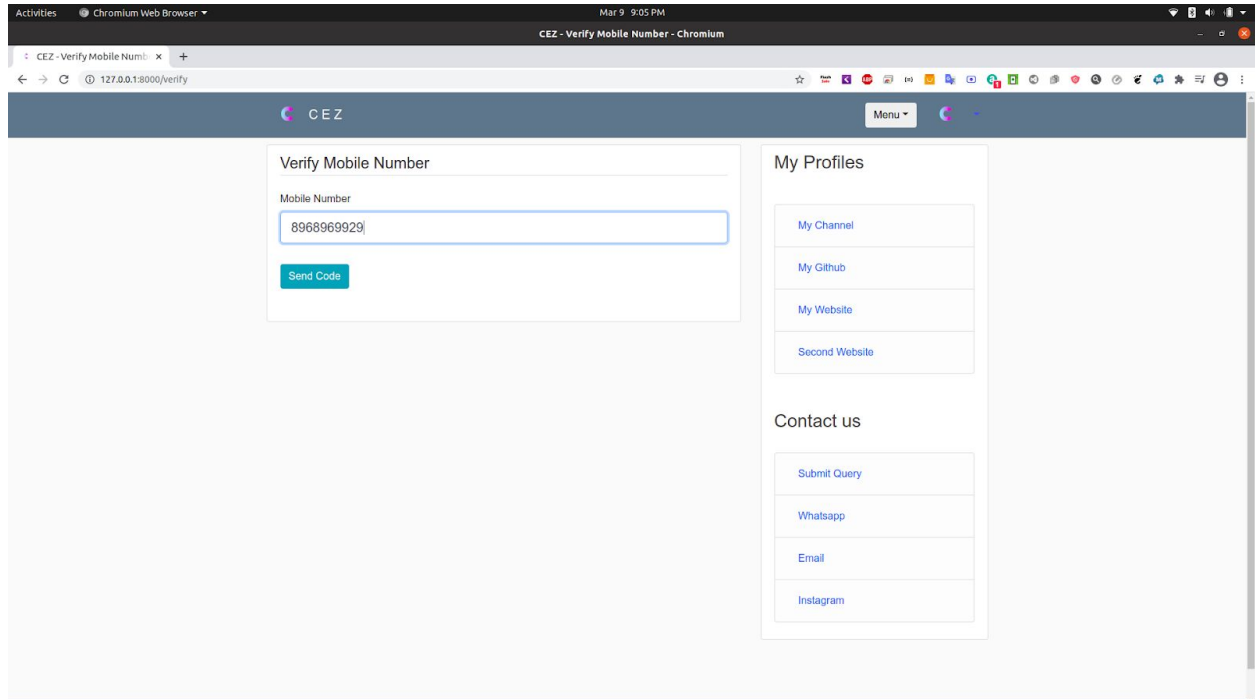 Activities Chromium Web Browser Mar 9 9:05 PM
CEZ - Verify Mobile Number - Chromium
CEZ - Verify Mobile Numb
127.0.0.1:8000/verify
CEZ Menu
Verify Mobile Number
Mobile Number
8968969929
Send Code
My Profiles
My Channel
My Github
My Website
Second Website
Contact us
Submit Query
Whatsapp
Email
Instagram